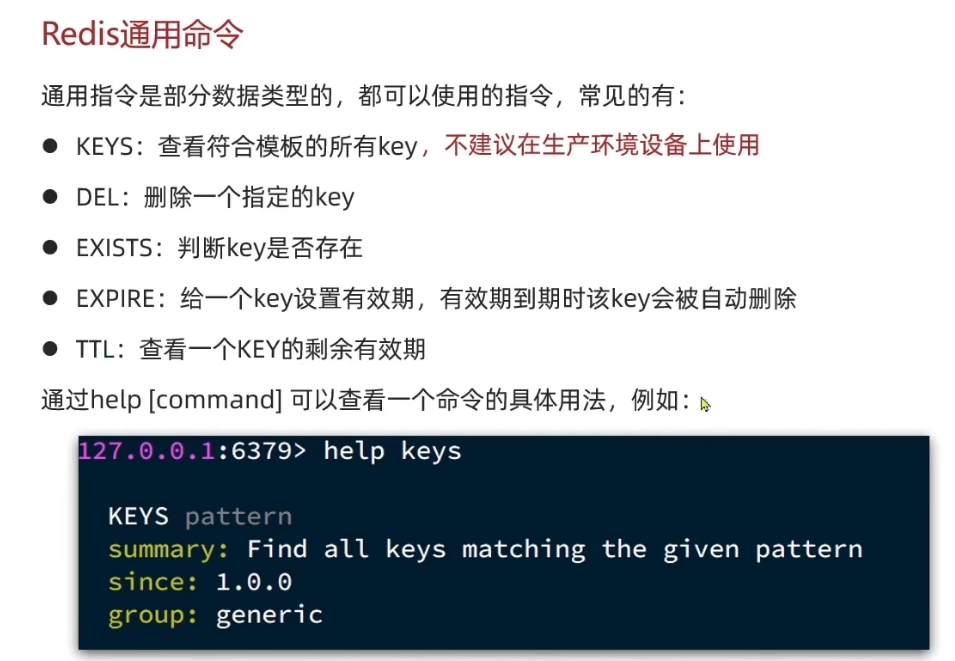 Redis通用命令
通用指令是部分数据类型的，都可以使用的指令，常见的有：
● KEYS：查看符合模板的所有key，不建议在生产环境设备上使用
● DEL：删除一个指定的key
● EXISTS：判断key是否存在
● EXPIRE：给一个key设置有效期，有效期到期时该key会被自动删除
● TTL：查看一个KEY的剩余有效期
通过help [command] 可以查看一个命令的具体用法，例如：
127.0.0.1:6379> help keys
KEYS pattern
summary: Find all keys matching the given pattern
since: 1.0.0
group: generic